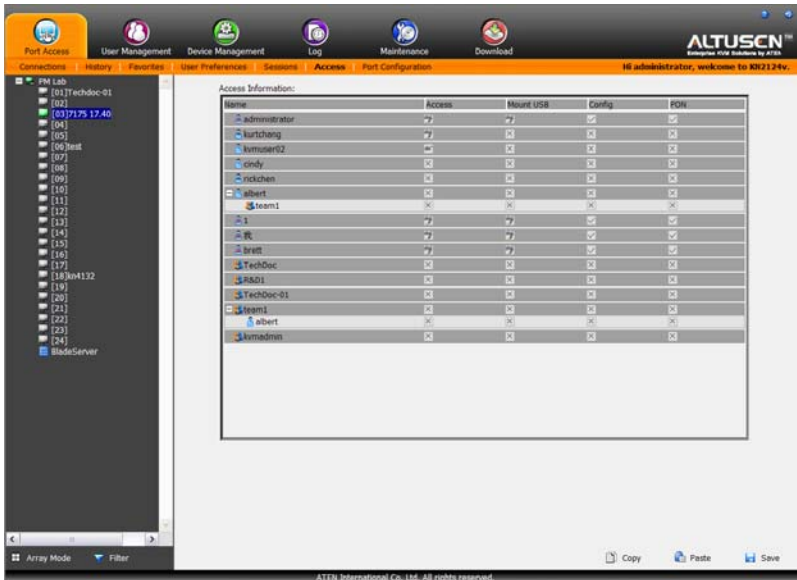 Port Access
User Management
Device Management
Log
Maintenance
Download
ALTUSEN™
Enterprise KVM Solutions by ATEN
Connections History Favorites User Preferences Sessions Access Port Configuration
Hi administrator, welcome to KN2124v.
PM Lab
[01]Techdoc-01
[02]
[03]7175 17.40
[04]
[05]
[06]test
[07]
[08]
[09]
[10]
[11]
[12]
[13]
[14]
[15]
[16]
[17]
[18]kn4132
[19]
[20]
[21]
[22]
[23]
[24]
BladeServer
Access Information:
Name Access Mount USB Config PON
administrator
kurtchang
kvmuser02
cindy
rickchen
albert
team1
1
我
brett
TechDoc
R&D1
TechDoc-01
team1
albert
kvmadmin
Array Mode Filter
Copy Paste Save
ATEN International Co. Ltd. All rights reserved.